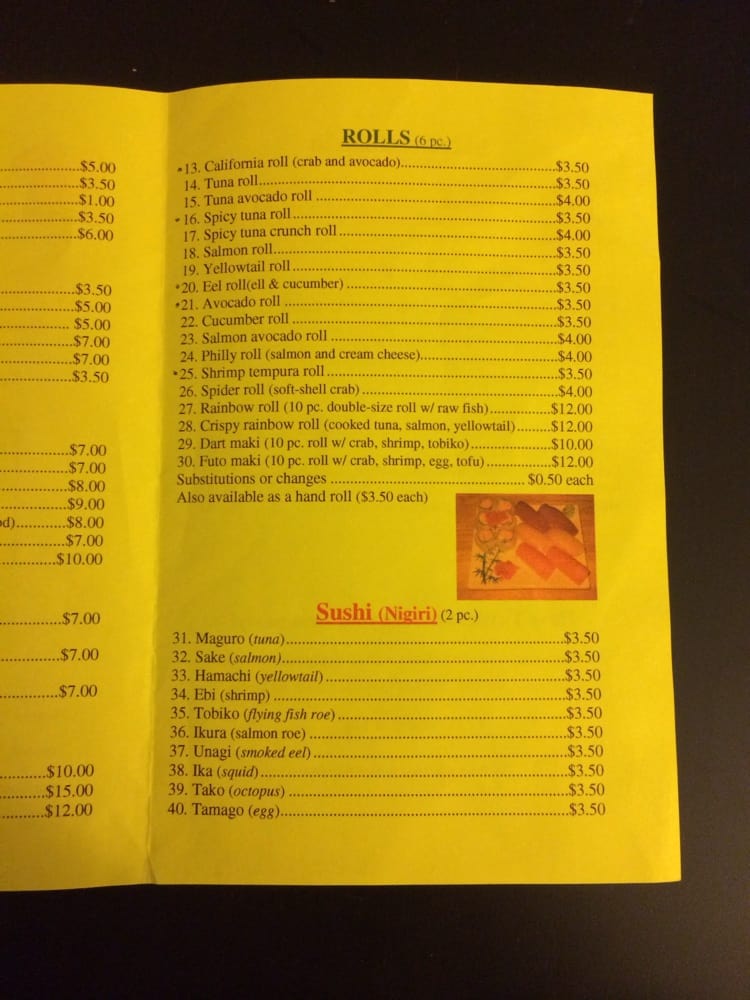 $5.00
$3.50
$1.00
$3.50
$6.00
$3.50
$5.00
$5.00
$7.00
$7.00
$3.50
$7.00
$7.00
$8.00
$9.00
od)............$8.00
$7.00
$10.00
$7.00
$7.00
$7.00
$10.00
$15.00
$12.00
ROLLS (6 pc.)
*13. California roll (crab and avocado)...............$3.50
14. Tuna roll...............$3.50
15. Tuna avocado roll ...............$4.00
*16. Spicy tuna roll...............$3.50
17. Spicy tuna crunch roll ...............$4.00
18. Salmon roll...............$3.50
19. Yellowtail roll...............$3.50
*20. Eel roll(ell & cucumber) ...............$3.50
*21. Avocado roll ...............$3.50
22. Cucumber roll ...............$3.50
23. Salmon avocado roll ...............$4.00
24. Philly roll (salmon and cream cheese)...............$4.00
*25. Shrimp tempura roll ...............$3.50
26. Spider roll (soft-shell crab) ...............$4.00
27. Rainbow roll (10 pc. double-size roll w/ raw fish)...............$12.00
28. Crispy rainbow roll (cooked tuna, salmon, yellowtail)..........$12.00
29. Dart maki (10 pc. roll w/ crab, shrimp, tobiko)...............$10.00
30. Futo maki (10 pc. roll w/ crab, shrimp, egg, tofu)...............$12.00
Substitutions or changes ............... $0.50 each
Also available as a hand roll ($3.50 each)
Sushi (Nigiri) (2 pc.)
31. Maguro (tuna)...............$3.50
32. Sake (salmon)...............$3.50
33. Hamachi (yellowtail) ...............$3.50
34. Ebi (shrimp) ...............$3.50
35. Tobiko (flying fish roe) ...............$3.50
36. Ikura (salmon roe) ...............$3.50
37. Unagi (smoked eel) ...............$3.50
38. Ika (squid)...............$3.50
39. Tako (octopus) ...............$3.50
40. Tamago (egg)...............$3.50